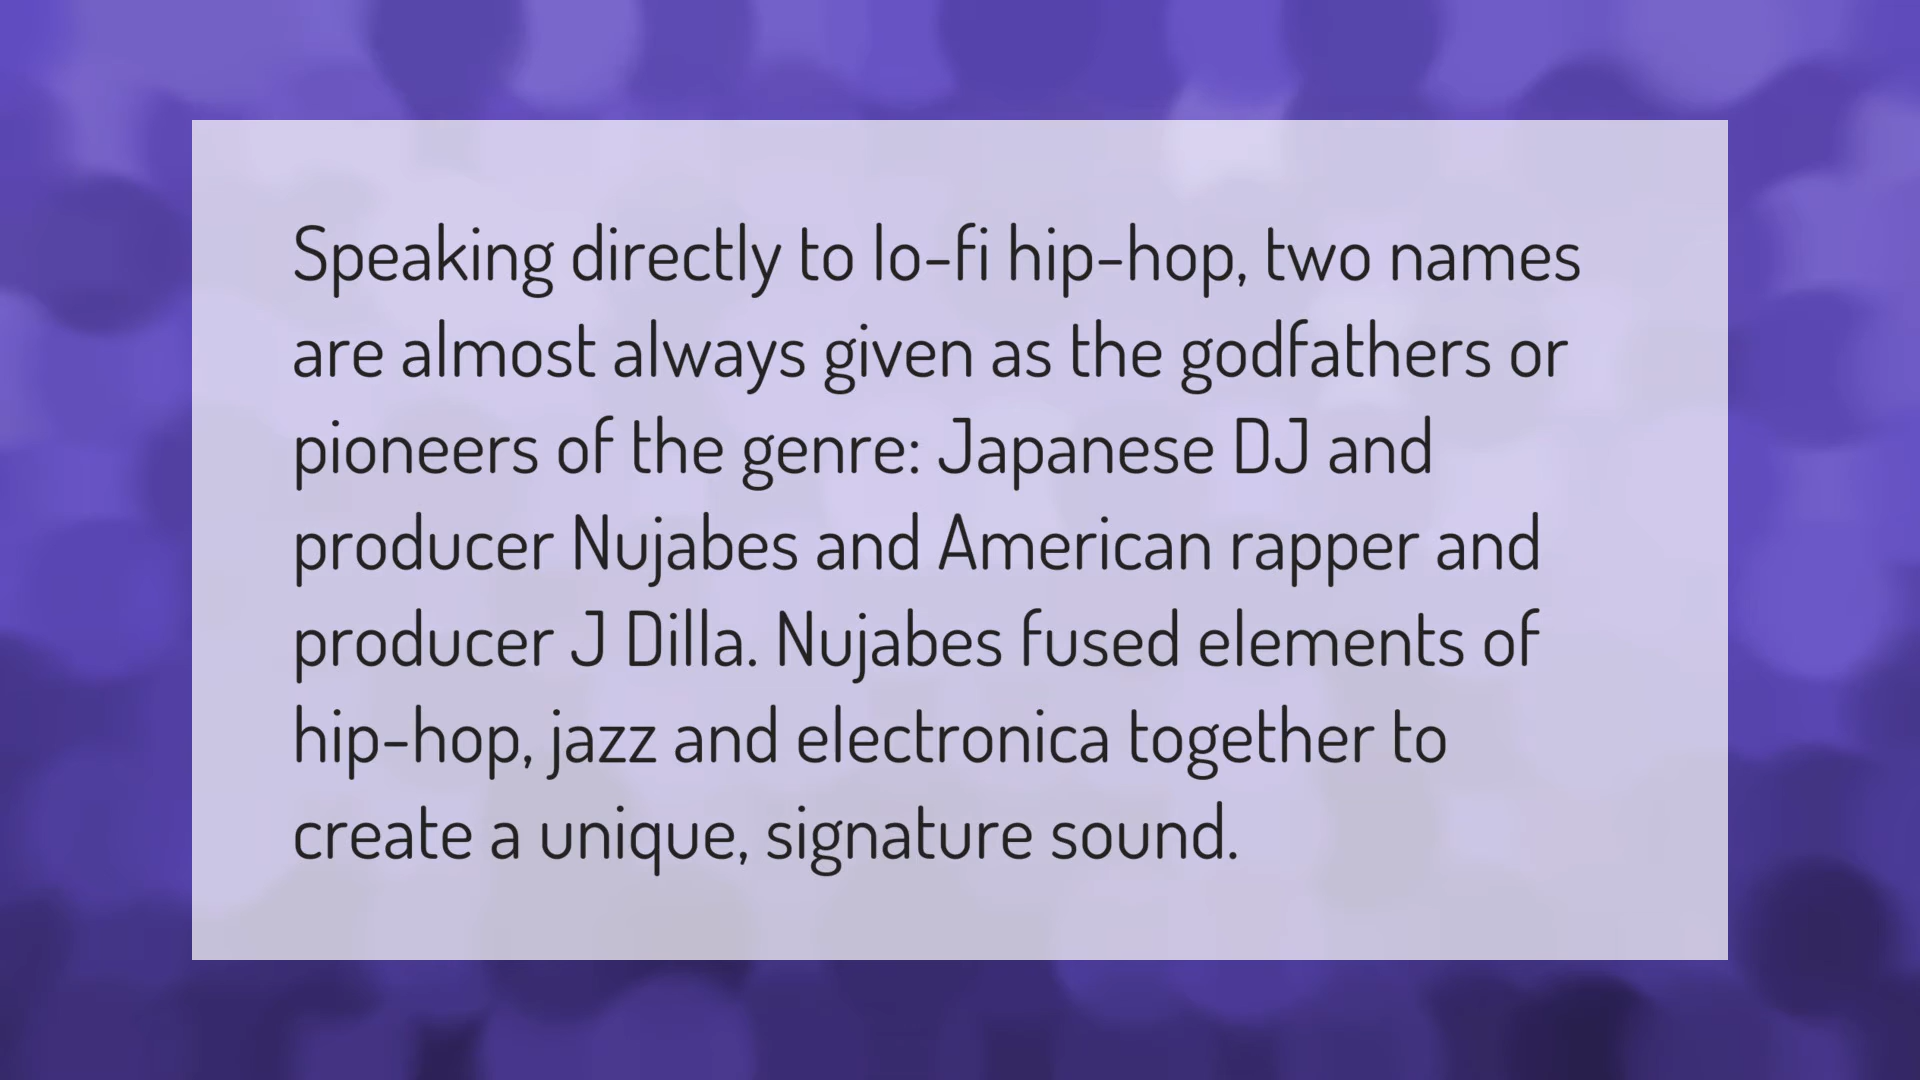 Speaking directly to lo-fi hip-hop, two names
are almost always given as the godfathers or
pioneers of the genre: Japanese DJ and
producer Nujabes and American rapper and
producer J Dilla. Nujabes fused elements of
hip-hop, jazz and electronica together to
create a unique, signature sound.